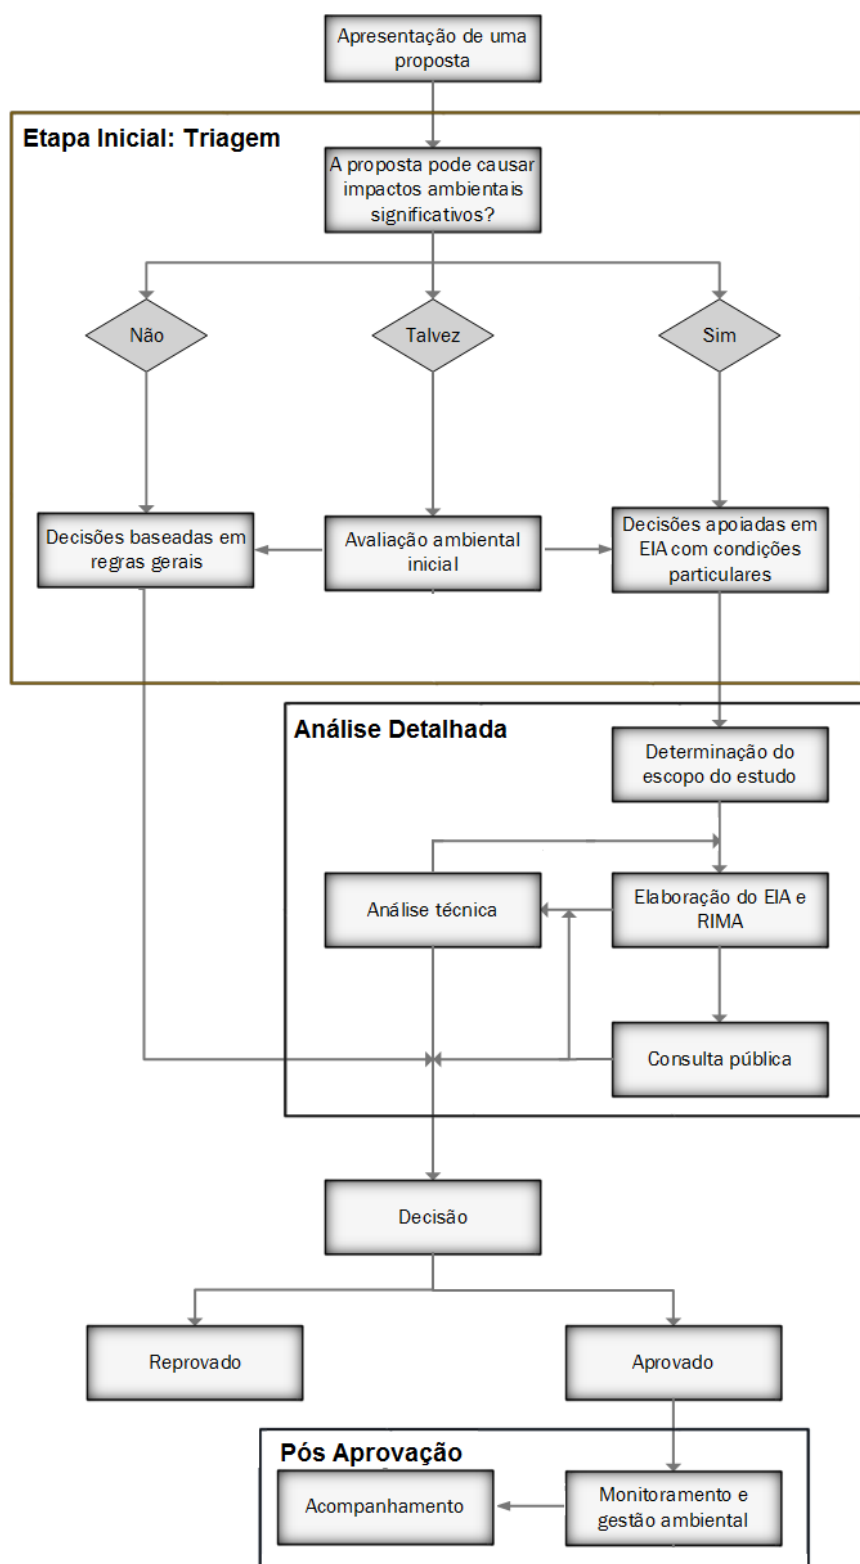 Apresentação de uma
proposta
Etapa Inicial: Triagem
A proposta pode causar
impactos ambientais
significativos?
Não
Talvez
Sim
Decisões baseadas em
regras gerais
Avaliação ambiental
inicial
Decisões apoiadas em
EIA com condições
particulares
Análise Detalhada
Determinação do
escopo do estudo
Análise técnica
Elaboração do EIA e
RIMA
Consulta pública
Decisão
Reprovado
Aprovado
Pós Aprovação
Acompanhamento
Monitoramento e
gestão ambiental